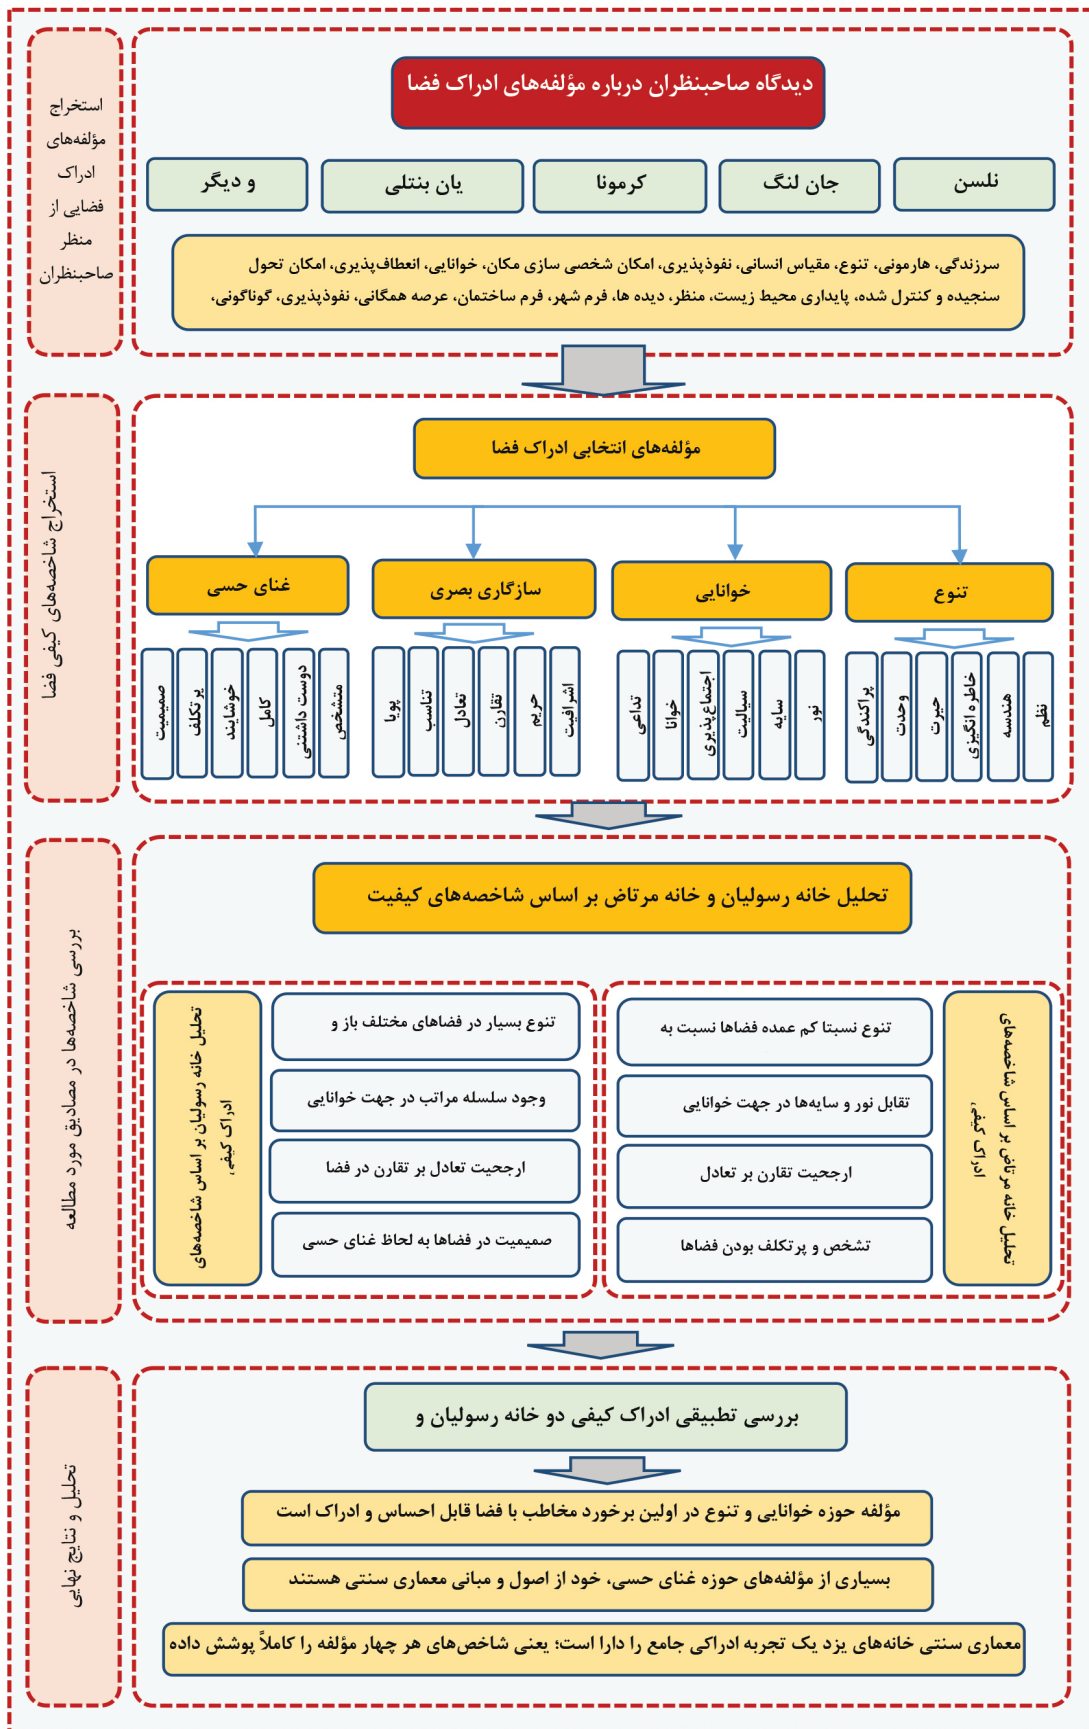 دیدگاه صاحبنظران درباره مؤلفه‌های ادراک فضا
استخراج
مؤلفه‌های
ادراک
فضایی از
منظر
صاحبنظران
نلسن
جان لنگ
کرمونا
یان بنتلی
و دیگر
سرزندگی، هارمونی، تنوع، مقیاس انسانی، نفوذپذیری، امکان شخصی سازی مکان، خوانایی، انعطاف‌پذیری، امکان تحول
سنجیده و کنترل شده، پایداری محیط زیست، منظر، دیده ها، فرم شهر، فرم ساختمان، عرصه همگانی، نفوذپذیری، گوناگونی،
استخراج شاخصه‌های کیفی فضا
مؤلفه‌های انتخابی ادراک فضا
تنوع
خوانایی
سازگاری بصری
غنای حسی
نظم
هندسه
خاطره انگیزی
حیرت
وحدت
پراکندگی
نور
سایه
سیالیت
اجتماع‌پذیری
خوانا
تداعی
اشرافیت
حریم
تقارن
تعادل
تناسب
پویا
متشخص
دوست داشتنی
کامل
خوشایند
پرتکلف
صمیمیت
بررسی شاخصه‌ها در مصادیق مورد مطالعه
تحلیل خانه رسولیان و خانه مرتاض بر اساس شاخصه‌های کیفیت
تحلیل خانه مرتاض بر اساس شاخصه‌های
ادراک کیفی
تنوع نسبتا کم عمده فضاها نسبت به
تقابل نور و سایه‌ها در جهت خوانایی
ارجحیت تقارن بر تعادل
تشخص و پرتکلف بودن فضاها
تحلیل خانه رسولیان بر اساس شاخصه‌های
ادراک کیفی
تنوع بسیار در فضاهای مختلف باز و
وجود سلسله مراتب در جهت خوانایی
ارجحیت تعادل بر تقارن در فضا
صمیمیت در فضاها به لحاظ غنای حسی
تحلیل و نتایج نهایی
بررسی تطبیقی ادراک کیفی دو خانه رسولیان و
مؤلفه حوزه خوانایی و تنوع در اولین برخورد مخاطب با فضا قابل احساس و ادراک است
بسیاری از مؤلفه‌های حوزه غنای حسی، خود از اصول و مبانی معماری سنتی هستند
معماری سنتی خانه‌های یزد یک تجربه ادراکی جامع را دارا است؛ یعنی شاخص‌های هر چهار مؤلفه را کاملاً پوشش داده